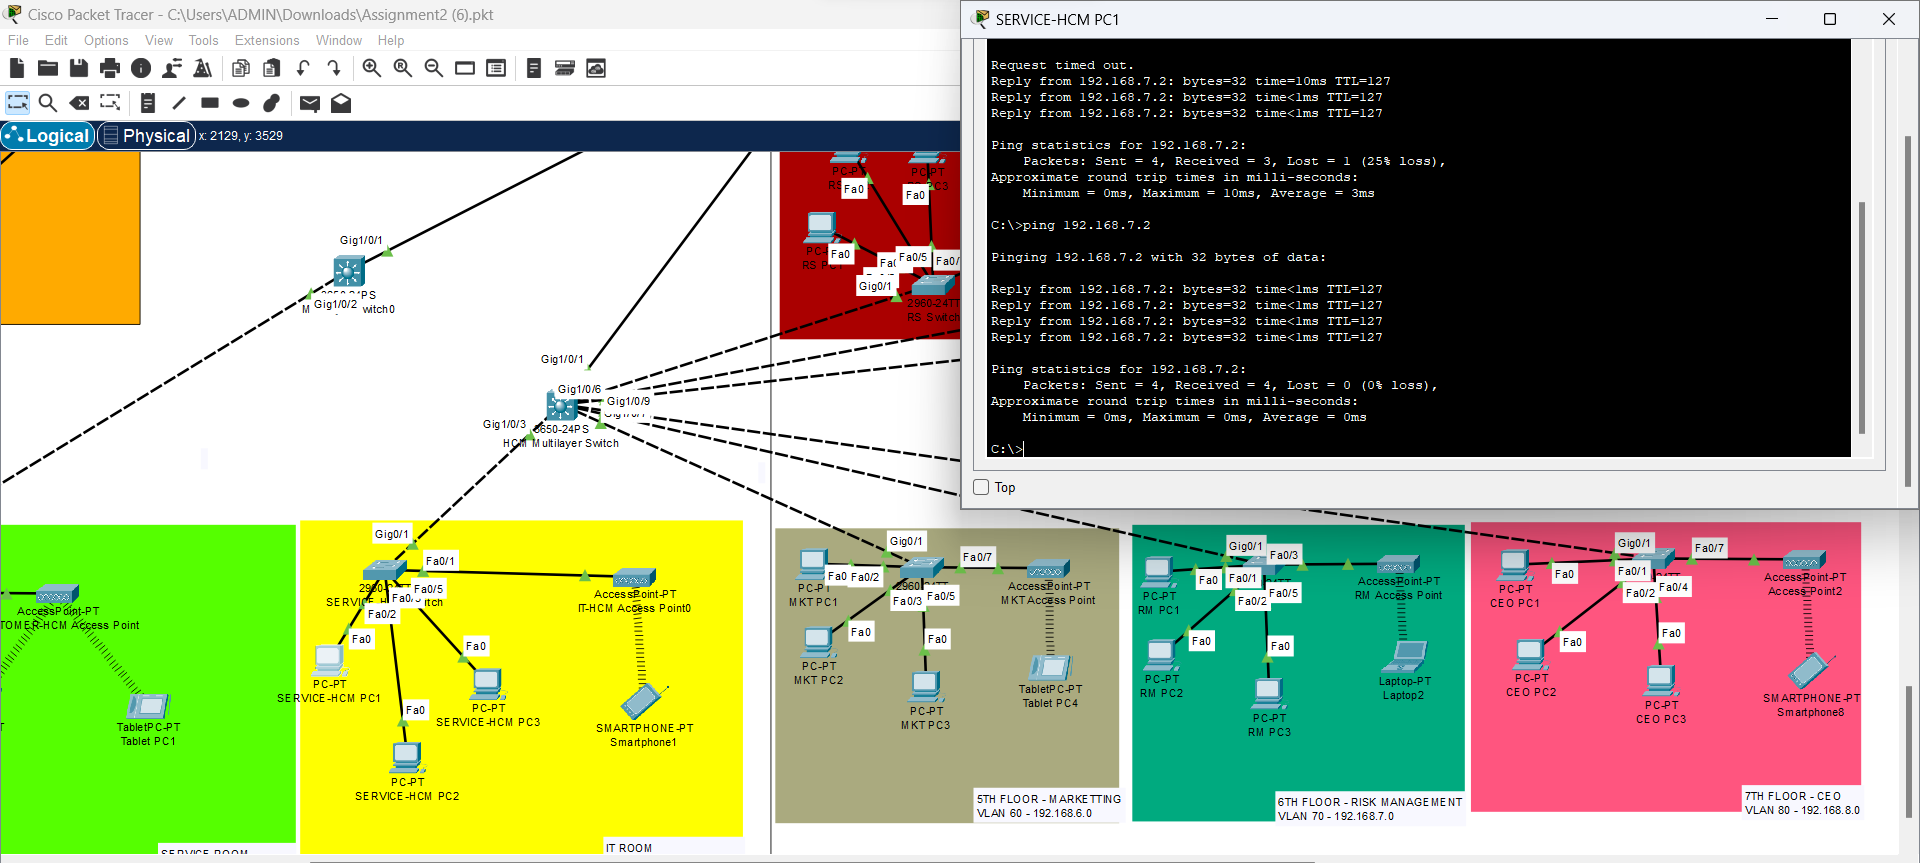 Cisco Packet Tracer - C:\Users\ADMIN\Downloads\Assignment2 (6).pkt
File Edit Options View Tools Extensions Window Help
Logical Physical x: 2129, y: 3529
SERVICE-HCM PC1
Request timed out.
Reply from 192.168.7.2: bytes=32 time=10ms TTL=127
Reply from 192.168.7.2: bytes=32 time<1ms TTL=127
Reply from 192.168.7.2: bytes=32 time<1ms TTL=127
Ping statistics for 192.168.7.2:
Packets: Sent = 4, Received = 3, Lost = 1 (25% loss),
Approximate round trip times in milli-seconds:
Minimum = 0ms, Maximum = 10ms, Average = 3ms
C:\>ping 192.168.7.2
Pinging 192.168.7.2 with 32 bytes of data:
Reply from 192.168.7.2: bytes=32 time<1ms TTL=127
Reply from 192.168.7.2: bytes=32 time<1ms TTL=127
Reply from 192.168.7.2: bytes=32 time<1ms TTL=127
Reply from 192.168.7.2: bytes=32 time<1ms TTL=127
Ping statistics for 192.168.7.2:
Packets: Sent = 4, Received = 4, Lost = 0 (0% loss),
Approximate round trip times in milli-seconds:
Minimum = 0ms, Maximum = 0ms, Average = 0ms
C:\>
Top
Gig1/0/1
Gig1/0/2
Fa0
Fa0
Fa0
Fa0/5
Gig0/1
2960-24TT
RS Switch
Gig1/0/1
Gig1/0/6
Gig1/0/9
Gig1/0/3
3650-24PS
HCM Multilayer Switch
AccessPoint-PT
TabletPC-PT
Tablet PC1
SERVICE ROOM
Gig0/1
Fa0/1
Fa0/5
Fa0/2
Fa0
Fa0
Fa0
AccessPoint-PT
IT-HCM Access Point0
PC-PT
SERVICE-HCM PC1
PC-PT
SERVICE-HCM PC3
PC-PT
SERVICE-HCM PC2
SMARTPHONE-PT
Smartphone1
IT ROOM
Gig0/1
Fa0/7
Fa0
Fa0/2
Fa0/3
Fa0/5
PC-PT
MKT PC1
AccessPoint-PT
MKT Access Point
Fa0
Fa0
PC-PT
MKT PC2
PC-PT
MKT PC3
TabletPC-PT
Tablet PC4
5TH FLOOR - MARKETTING
VLAN 60 - 192.168.6.0
Gig0/1
Fa0/3
Fa0
Fa0/1
Fa0/2
Fa0/5
PC-PT
RM PC1
AccessPoint-PT
RM Access Point
Fa0
Fa0
PC-PT
RM PC2
PC-PT
RM PC3
Laptop-PT
Laptop2
6TH FLOOR - RISK MANAGEMENT
VLAN 70 - 192.168.7.0
Gig0/1
Fa0/7
Fa0
Fa0/1
Fa0/2
Fa0/4
PC-PT
CEO PC1
AccessPoint-PT
Access Point2
Fa0
Fa0
PC-PT
CEO PC2
PC-PT
CEO PC3
SMARTPHONE-PT
Smartphone8
7TH FLOOR - CEO
VLAN 80 - 192.168.8.0